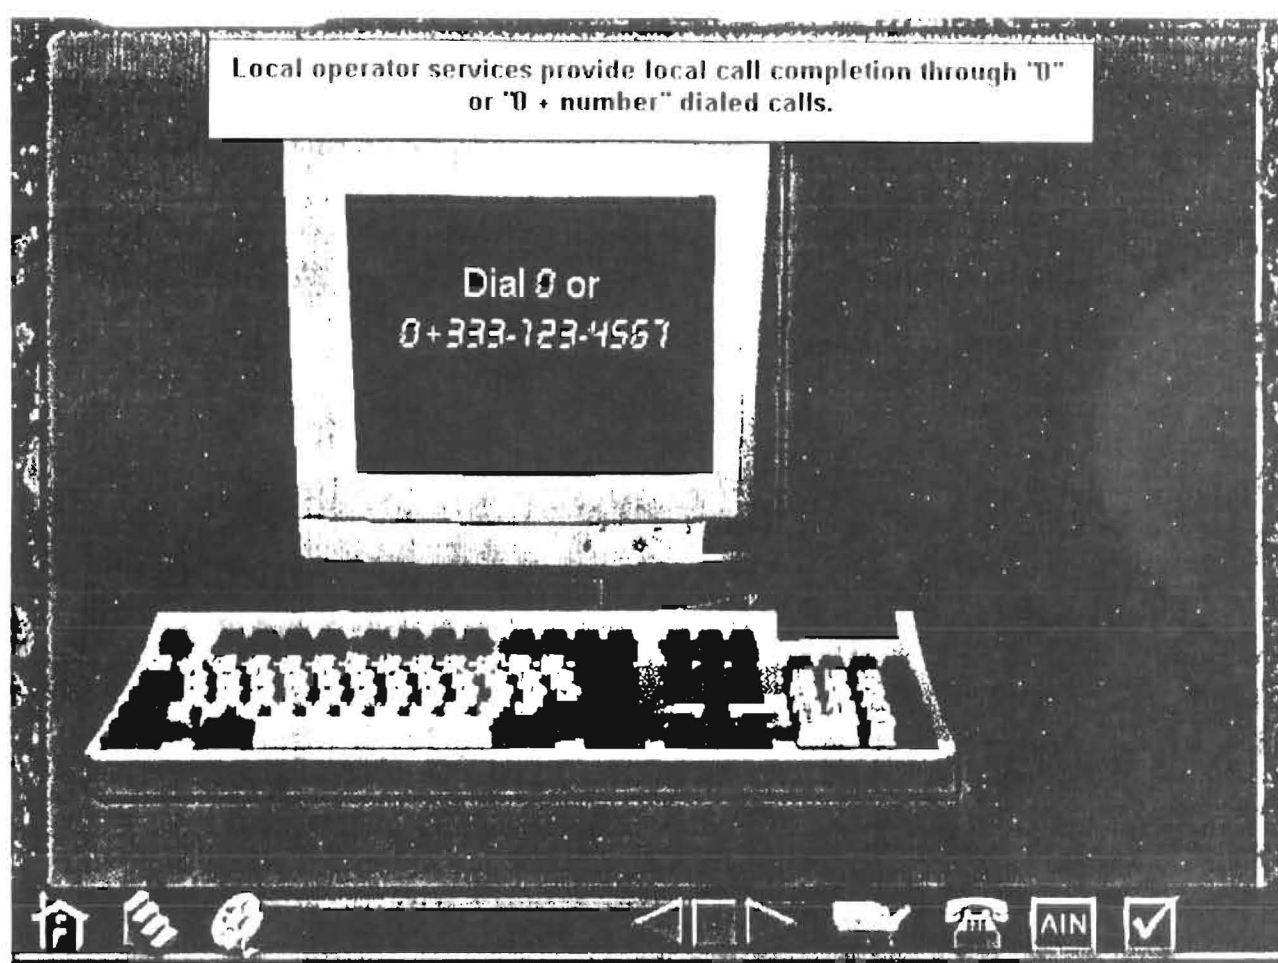 Local operator services provide local call completion through "0"
or "0 + number" dialed calls.
Dial 0 or
0+333-123-4567
AIN